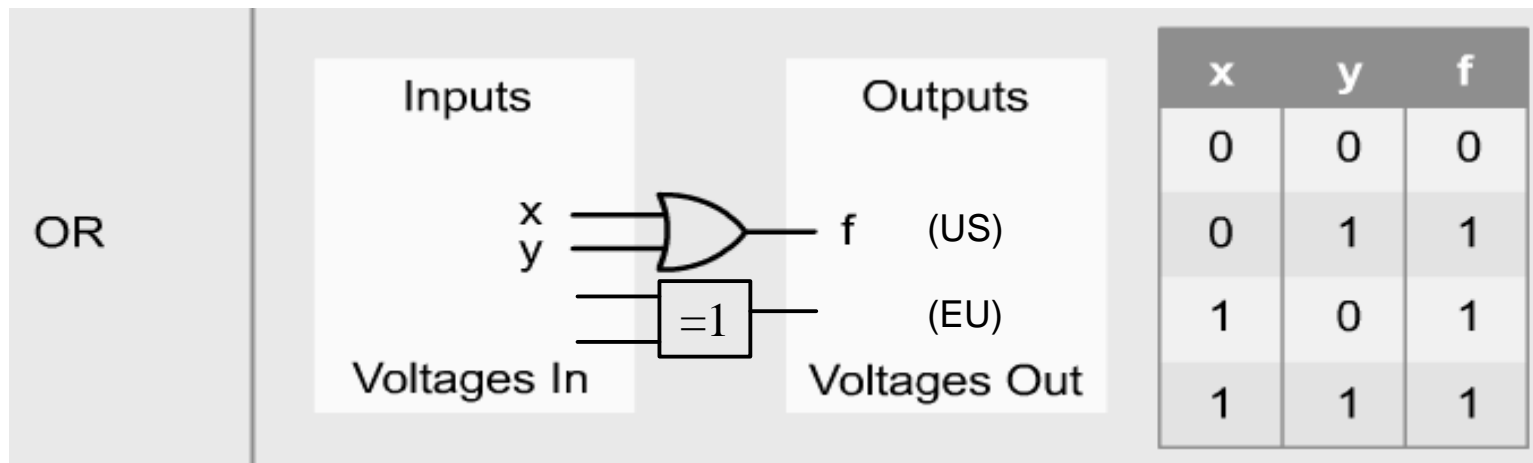 OR
Inputs
x
y
Voltages In
=1
Outputs
f (US)
(EU)
Voltages Out
x y f
0 0 0
0 1 1
1 0 1
1 1 1